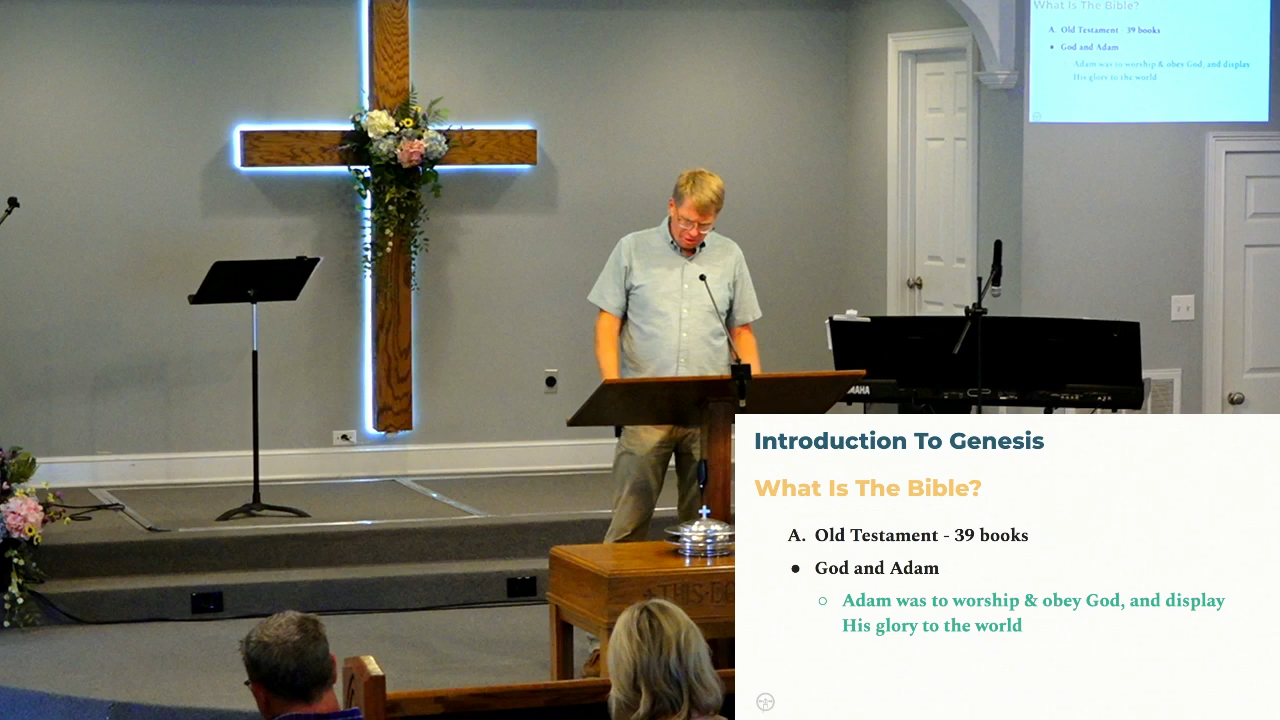 What Is The Bible?
A. Old Testament - 39 books
• God and Adam
Adam was to worship & obey God, and display
His glory to the world
THIS DO
Introduction To Genesis
What Is The Bible?
A. Old Testament - 39 books
• God and Adam
○ Adam was to worship & obey God, and display
His glory to the world